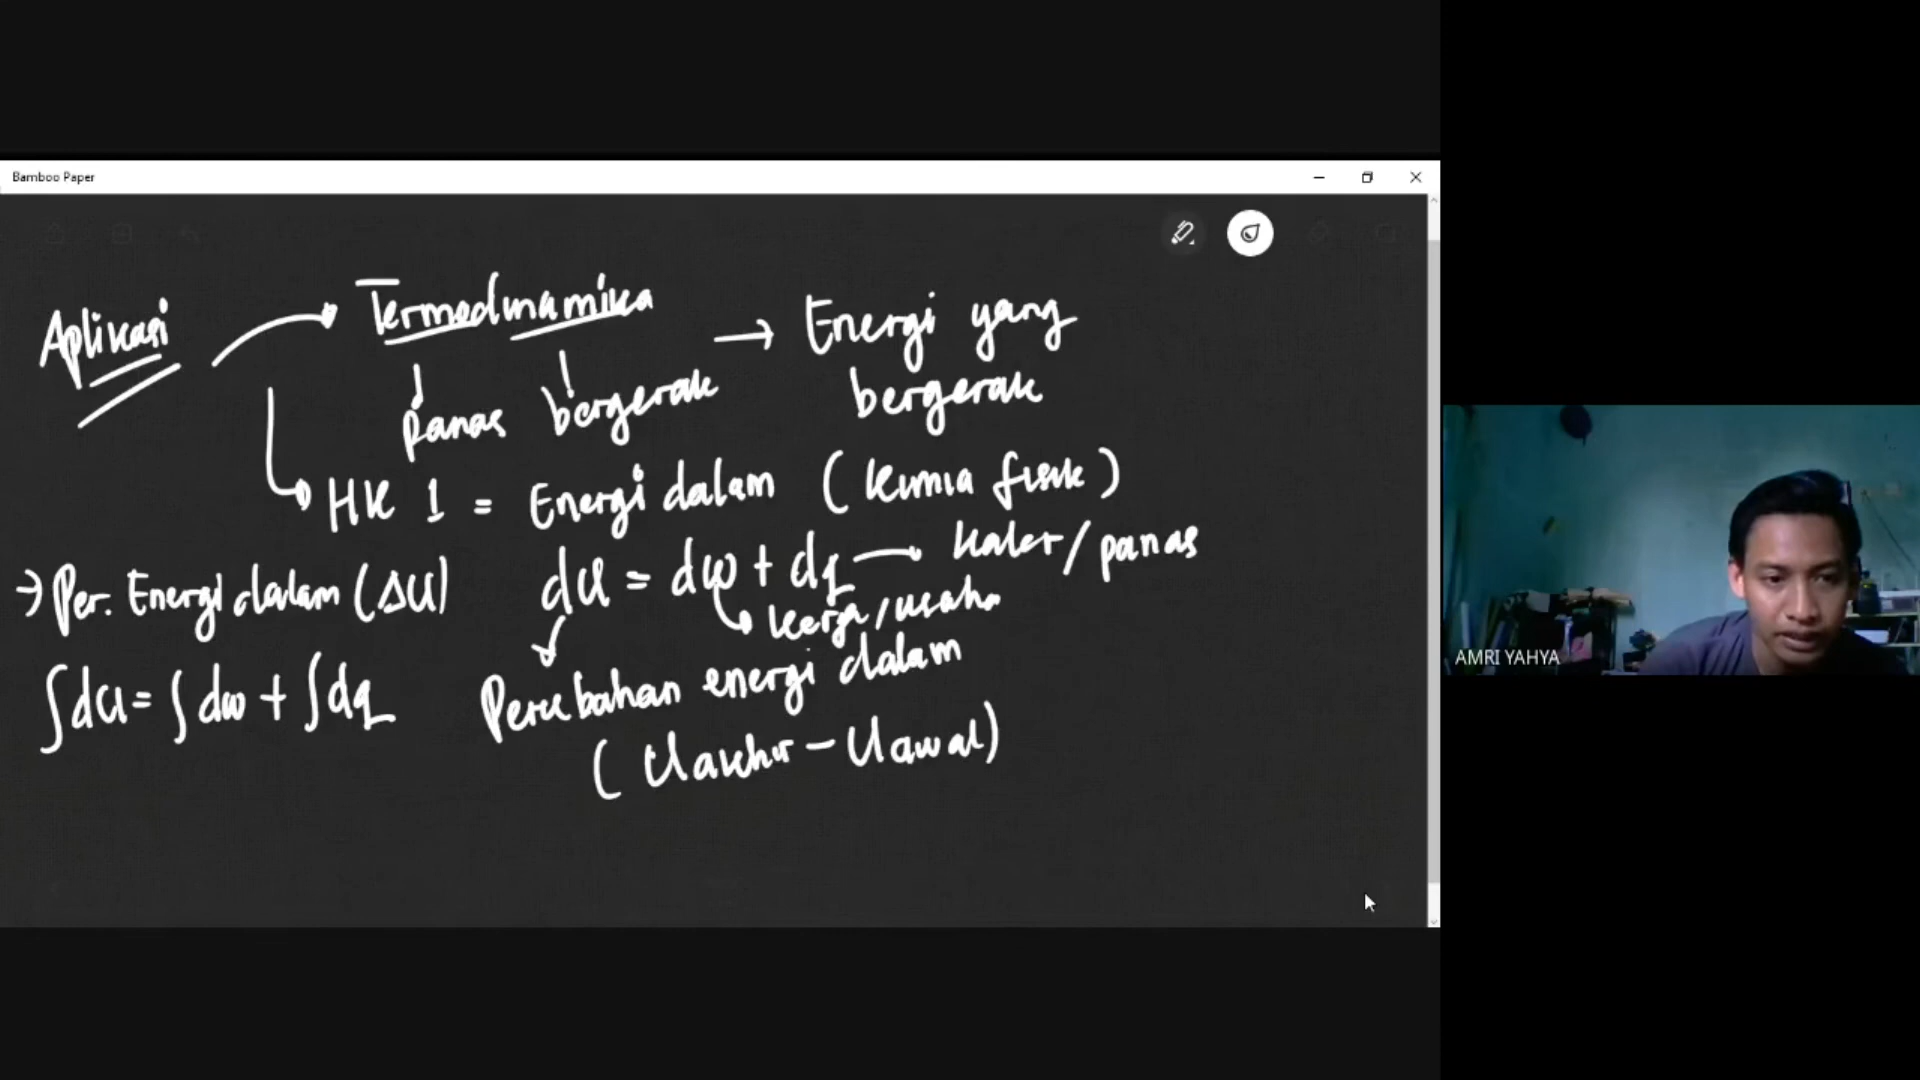 Bamboo Paper
Aplikasi
Termodinamika → Energi yang
panas bergerak bergerak
HK 1 = Energi dalam (kimia fisik)
→ Per. Energi dalam (ΔU) dU = dw + dq kalor/panas
kerja/usaha
∫dU = ∫dw + ∫dq Perubahan energi dalam
(Uakhir - Uawal)
AMRI YAHYA